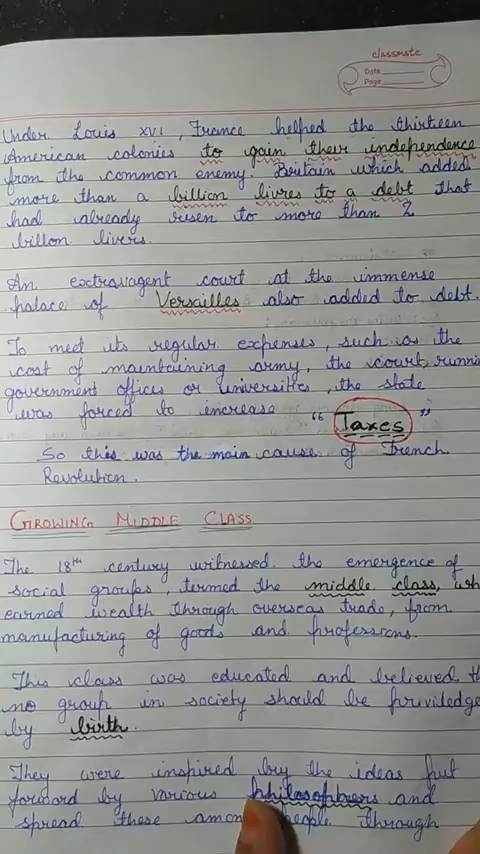 classmate
Date
Page
Under Louis XVI, France helped the thirteen
American colonies to gain their independence
from the common enemy. Britain which added
more than a billion livres to a debt that
had already risen to more than 2
billon livers.
An extravagent court at the immense
palace of Versailles also added to debt.
To meet its regular expenses, such as the
cost of maintaining army, the court, runnin
government offices or universities, the state
was forced to increase "Taxes"
So this was the main cause of French
Revolution.
GROWING MIDDLE CLASS
The 18th century witnessed the emergence of
social groups, termed the middle class, wh
earned wealth through overseas trade, from
manufacturing of goods and professions.
This class was educated and believed th
no group in society should be priviledge
by birth.
They were inspired by the ideas put
forward by various philosophers and
spread these among people through